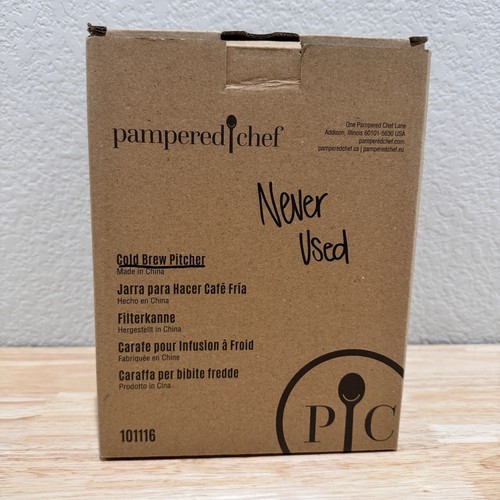 pampered chef
One Pampered Chef Lane
Addison, Illinois 60101-5630 USA
pamperedchef.com
pamperedchef.ca | pamperedchef.eu
Never
Used
Cold Brew Pitcher
Made in China
Jarra para Hacer Café Fría
Hecho en China
Filterkanne
Hergestellt in China
Carafe pour Infusion à Froid
Fabriquée en Chine
Caraffa per bibite fredde
Prodotto in Cina
101116
P C